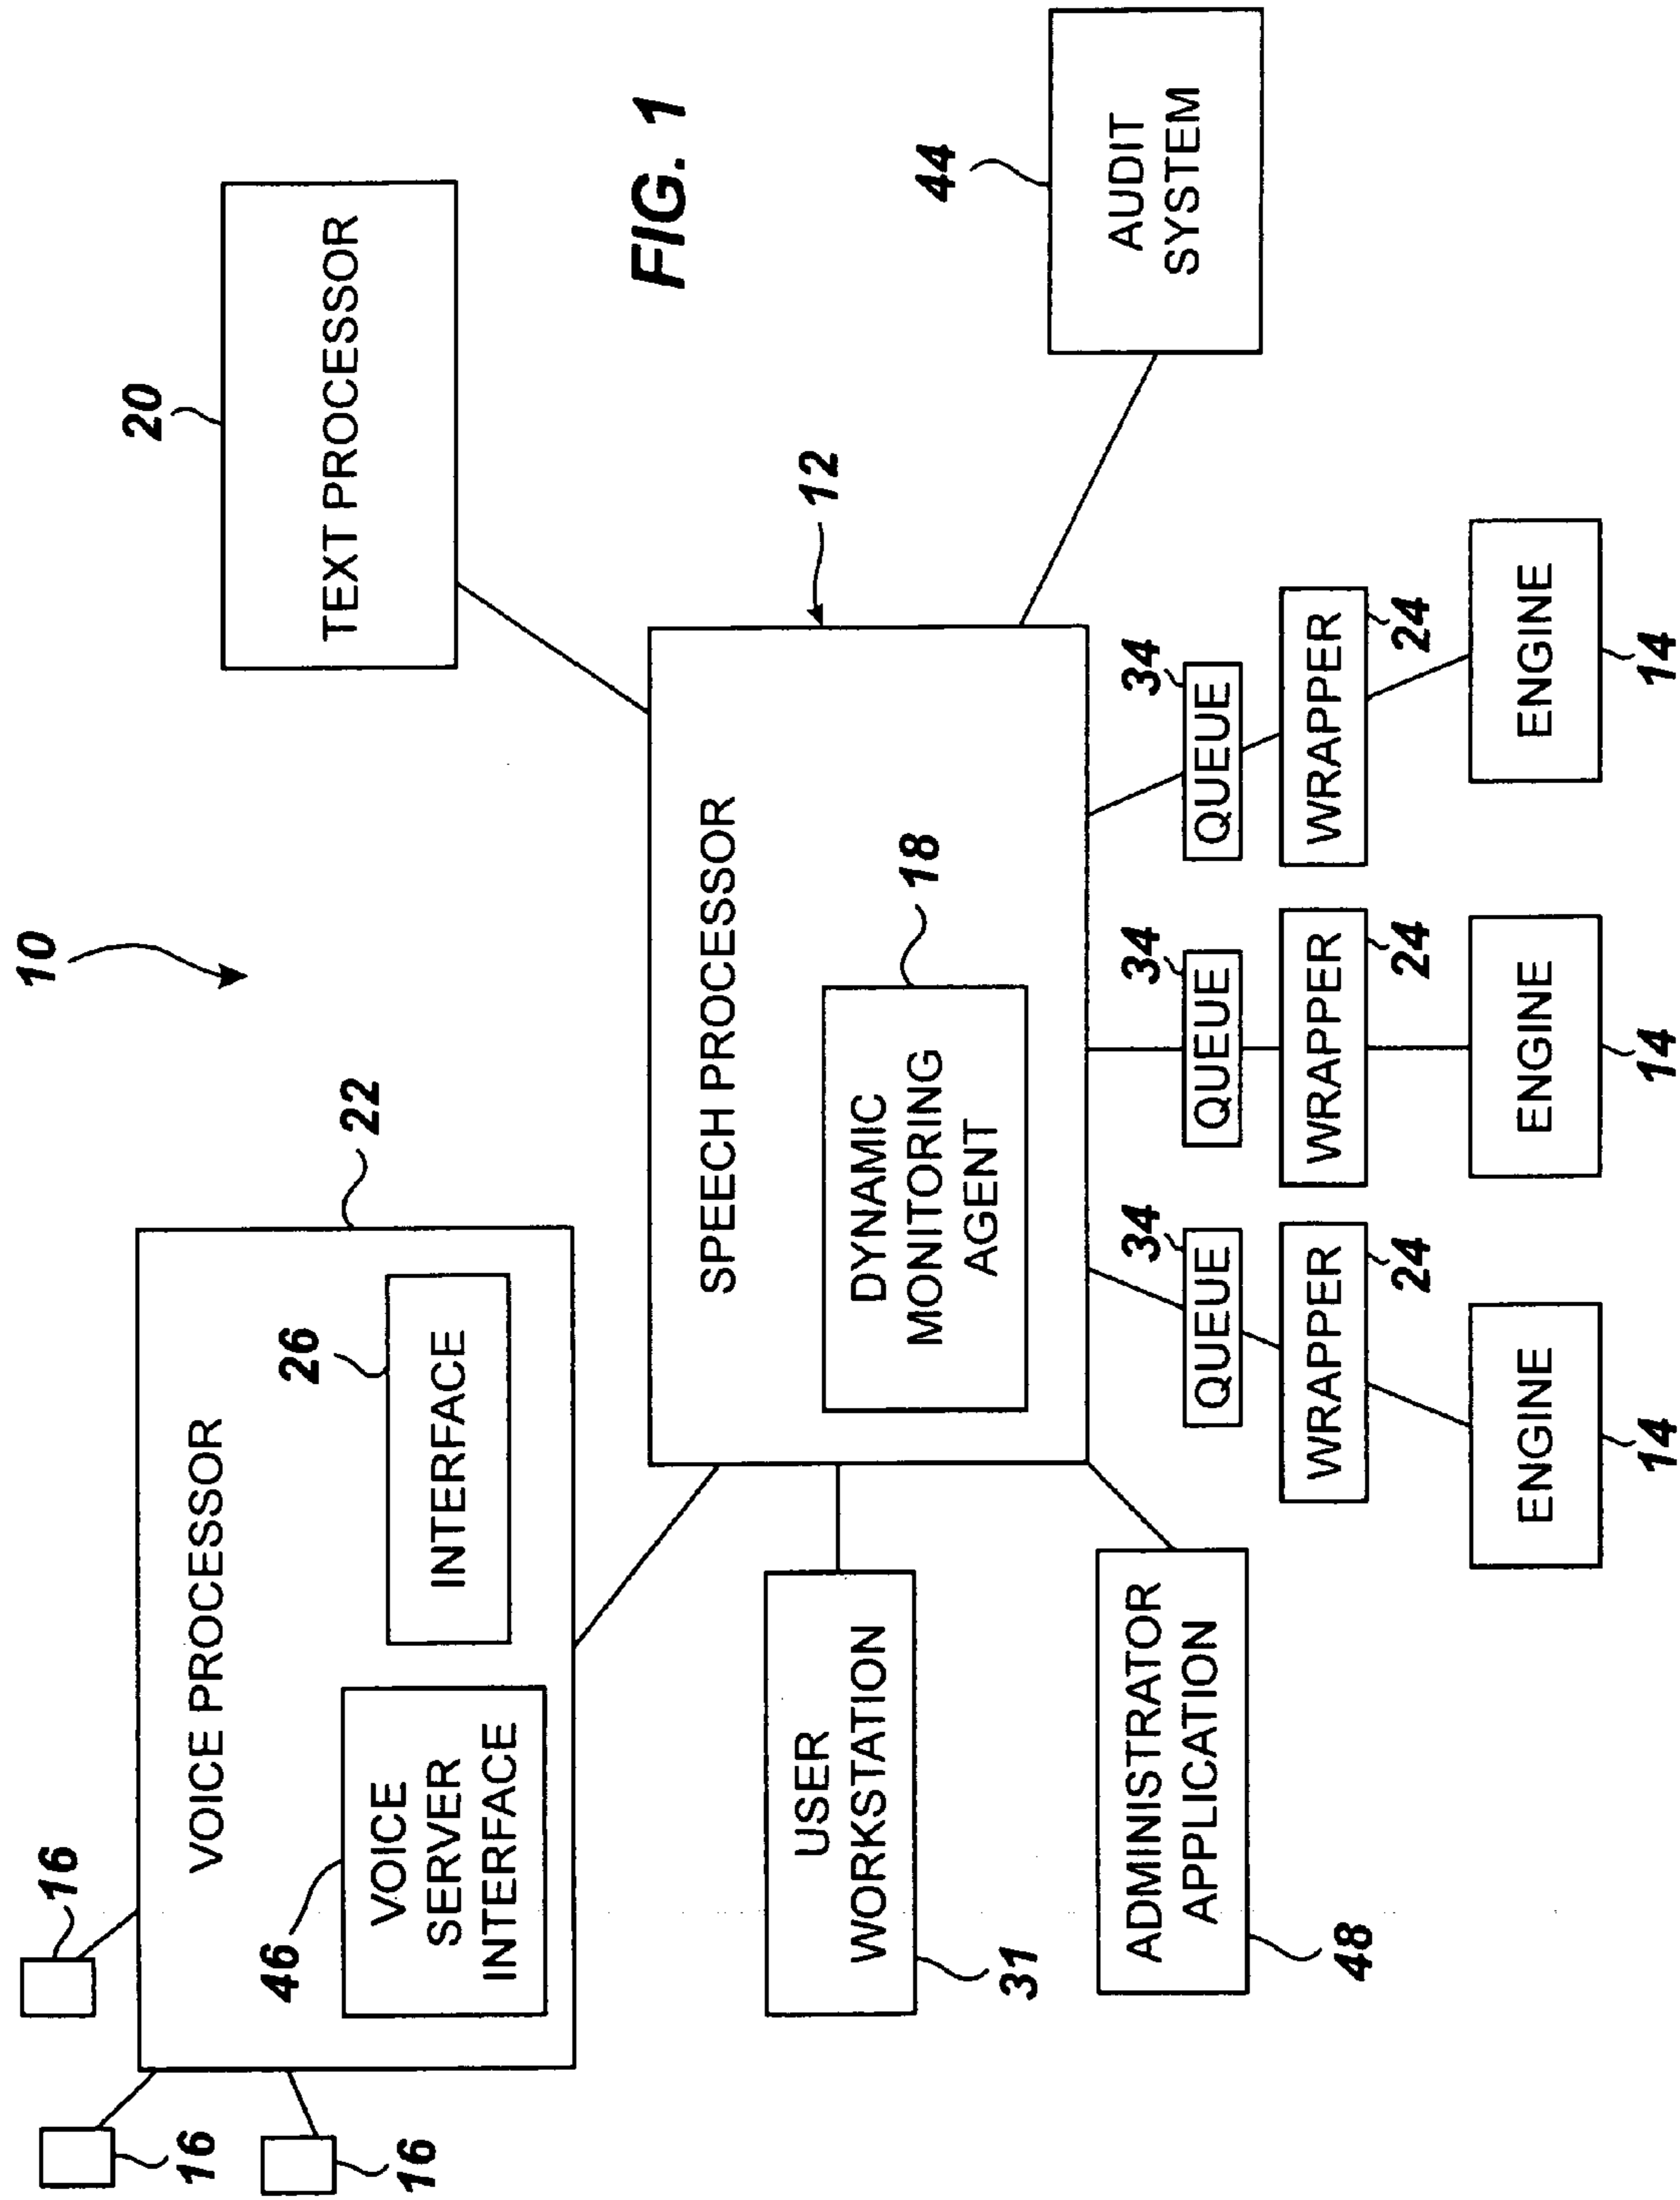 10
FIG. 1
16
16
16
VOICE PROCESSOR
22
46
VOICE
SERVER
INTERFACE
26
INTERFACE
20
TEXT PROCESSOR
12
SPEECH PROCESSOR
18
DYNAMIC
MONITORING
AGENT
44
AUDIT
SYSTEM
USER
WORKSTATION
31
ADMINISTRATOR
APPLICATION
48
34
QUEUE
34
QUEUE
34
QUEUE
WRAPPER
24
WRAPPER
24
WRAPPER
24
ENGINE
14
ENGINE
14
ENGINE
14